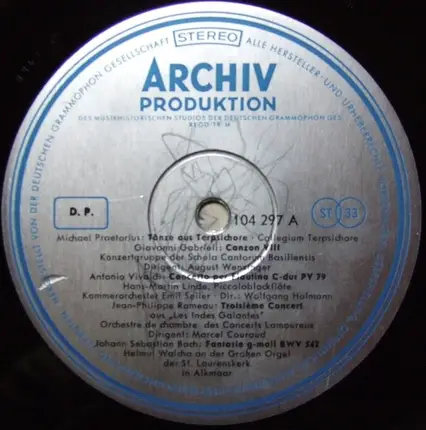 STEREO
GESELLSCHAFT
ALLE HERSTELLER- UND
VON DER DEUTSCHEN GRAMMOPHON
ARCHIV
PRODUKTION
DES MUSIKHISTORISCHEN STUDIOS DER DEUTSCHEN GRAMMOPHON GES
D. P.
104 297 A
ST 33
Michael Praetorius: Tänze aus Terpsichore · Collegium Terpsichore
Giovanni Gabrieli: Canzon VIII
Konzertgruppe der Schola Cantorum Basiliensis
Dirigent: August Wenzinger
Antonio Vivaldi: Concerto per Flautino C-dur PV 79
Hans-Martin Linde, Piccoloblockflöte
Kammerorchester Emil Seiler · Dir.: Wolfgang Hofmann
Jean-Philippe Rameau: Troisième Concert
aus „Les Indes Galantes"
Orchestre de chambre des Concerts Lamoureux
Dirigent: Marcel Couraud
Johann Sebastian Bach: Fantasie g-moll BWV 542
Helmut Walcha an der Großen Orgel
der St. Laurenskerk
in Alkmaar